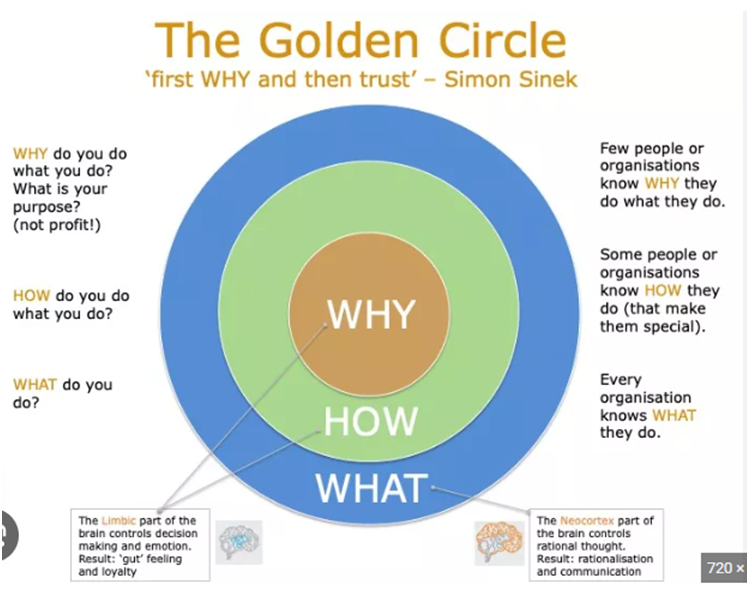 The Golden Circle
‘first WHY and then trust’ – Simon Sinek
WHY do you do
what you do?
What is your
purpose?
(not profit!)
HOW do you do
what you do?
WHAT do you
do?
WHY
HOW
WHAT
Few people or
organisations
know WHY they
do what they do.
Some people or
organisations
know HOW they
do (that make
them special).
Every
organisation
knows WHAT
they do.
The Limbic part of the
brain controls decision
making and emotion.
Result: ‘gut’ feeling
and loyalty
The Neocortex part of
the brain controls
rational thought.
Result: rationalisation
and communication
720 ×